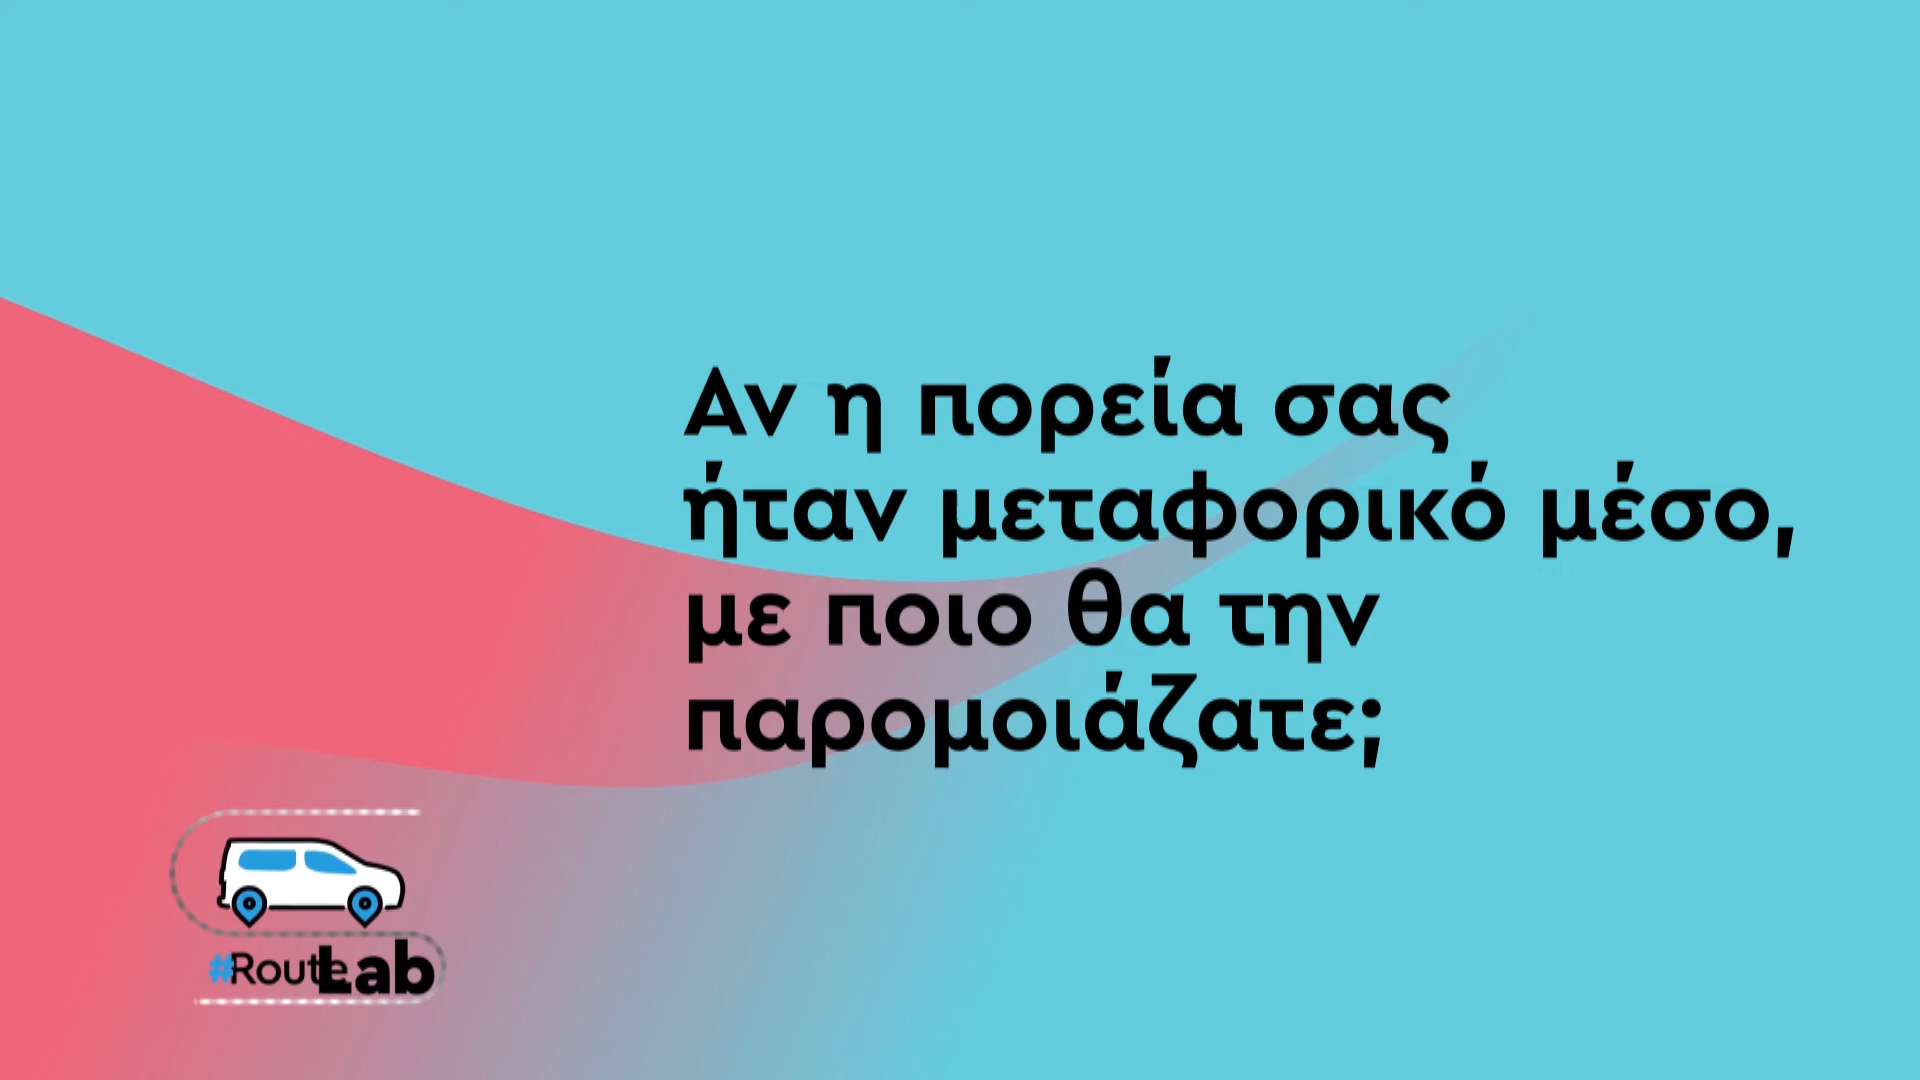 Αν η πορεία σας
ήταν μεταφορικό μέσο,
με ποιο θα την
παρομοιάζατε;
#RouteLab